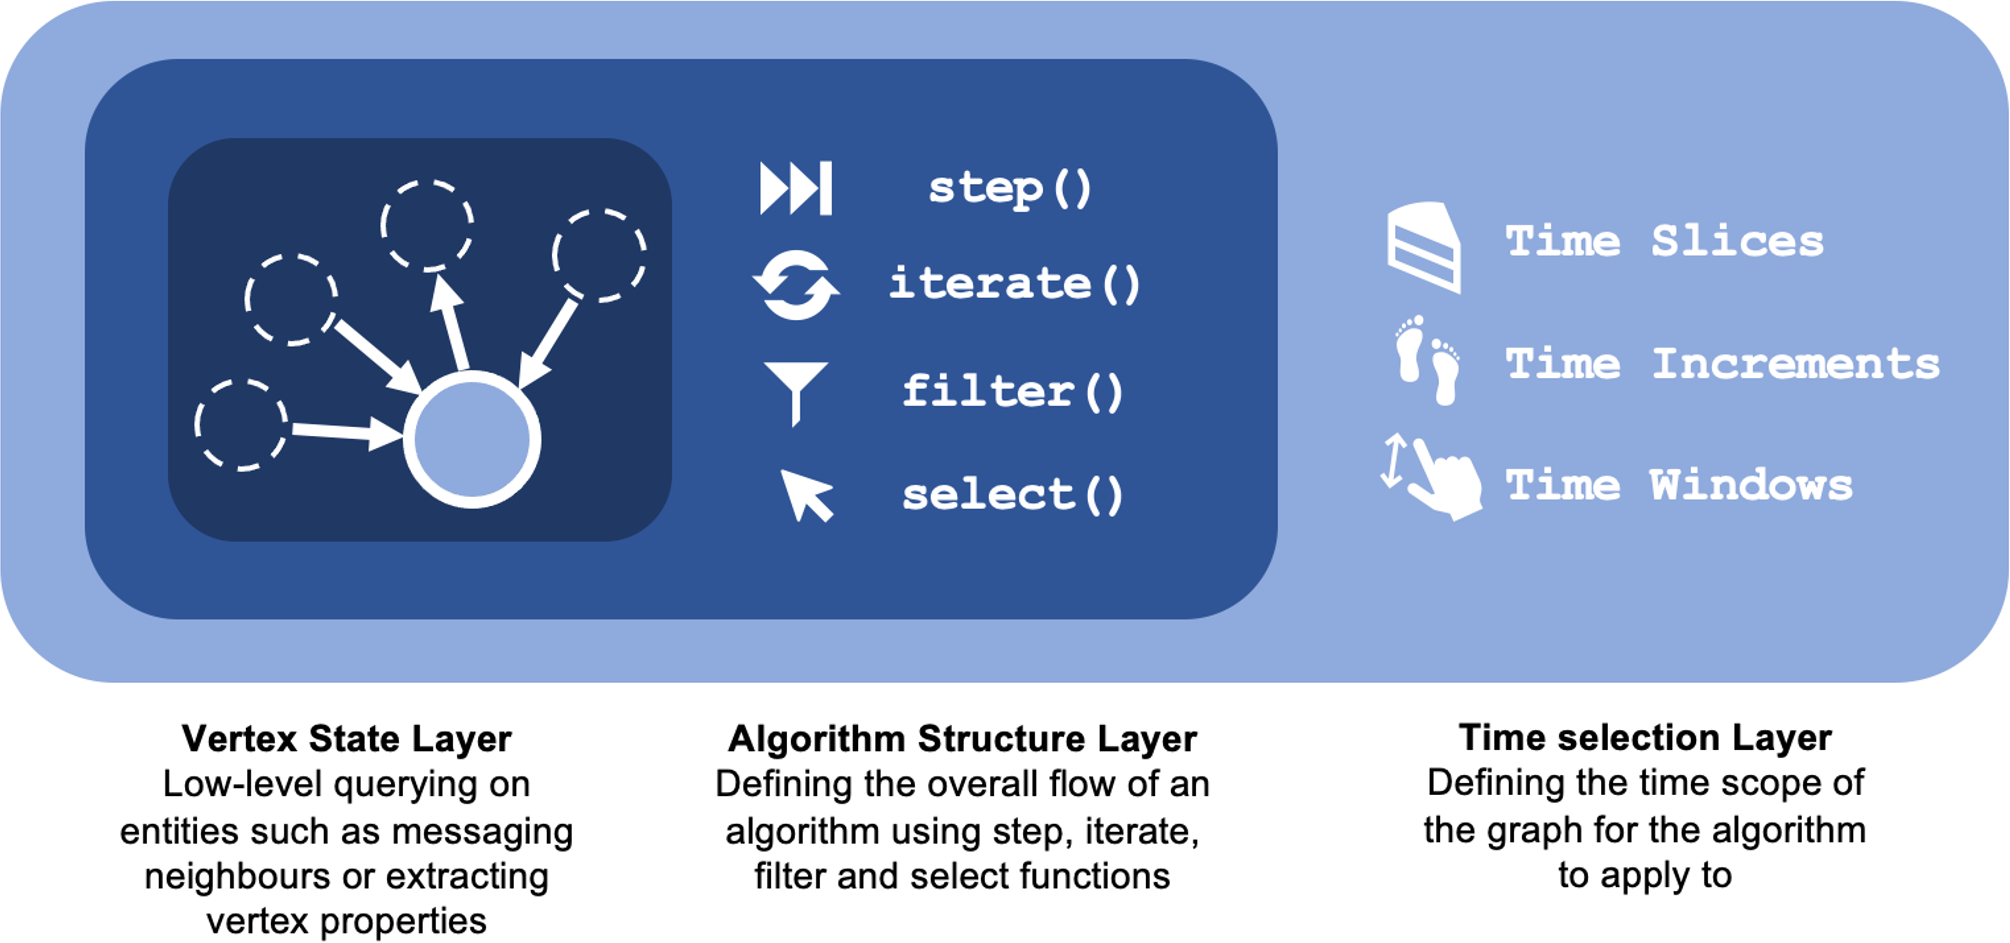 step()
iterate()
filter()
select()
Time Slices
Time Increments
Time Windows
Vertex State Layer
Low-level querying on
entities such as messaging
neighbours or extracting
vertex properties
Algorithm Structure Layer
Defining the overall flow of an
algorithm using step, iterate,
filter and select functions
Time selection Layer
Defining the time scope of
the graph for the algorithm
to apply to